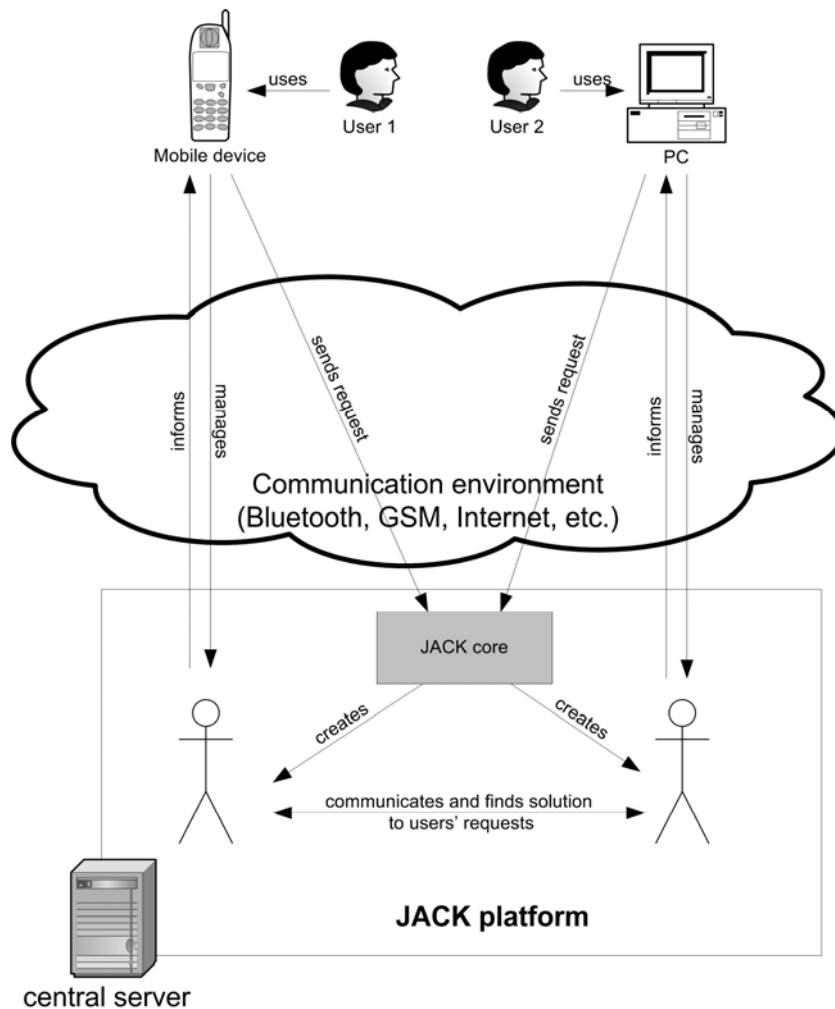 uses
uses
User 1
User 2
Mobile device
PC
sends request
sends request
informs
manages
informs
manages
Communication environment
(Bluetooth, GSM, Internet, etc.)
JACK core
creates
creates
communicates and finds solution
to users' requests
JACK platform
central server